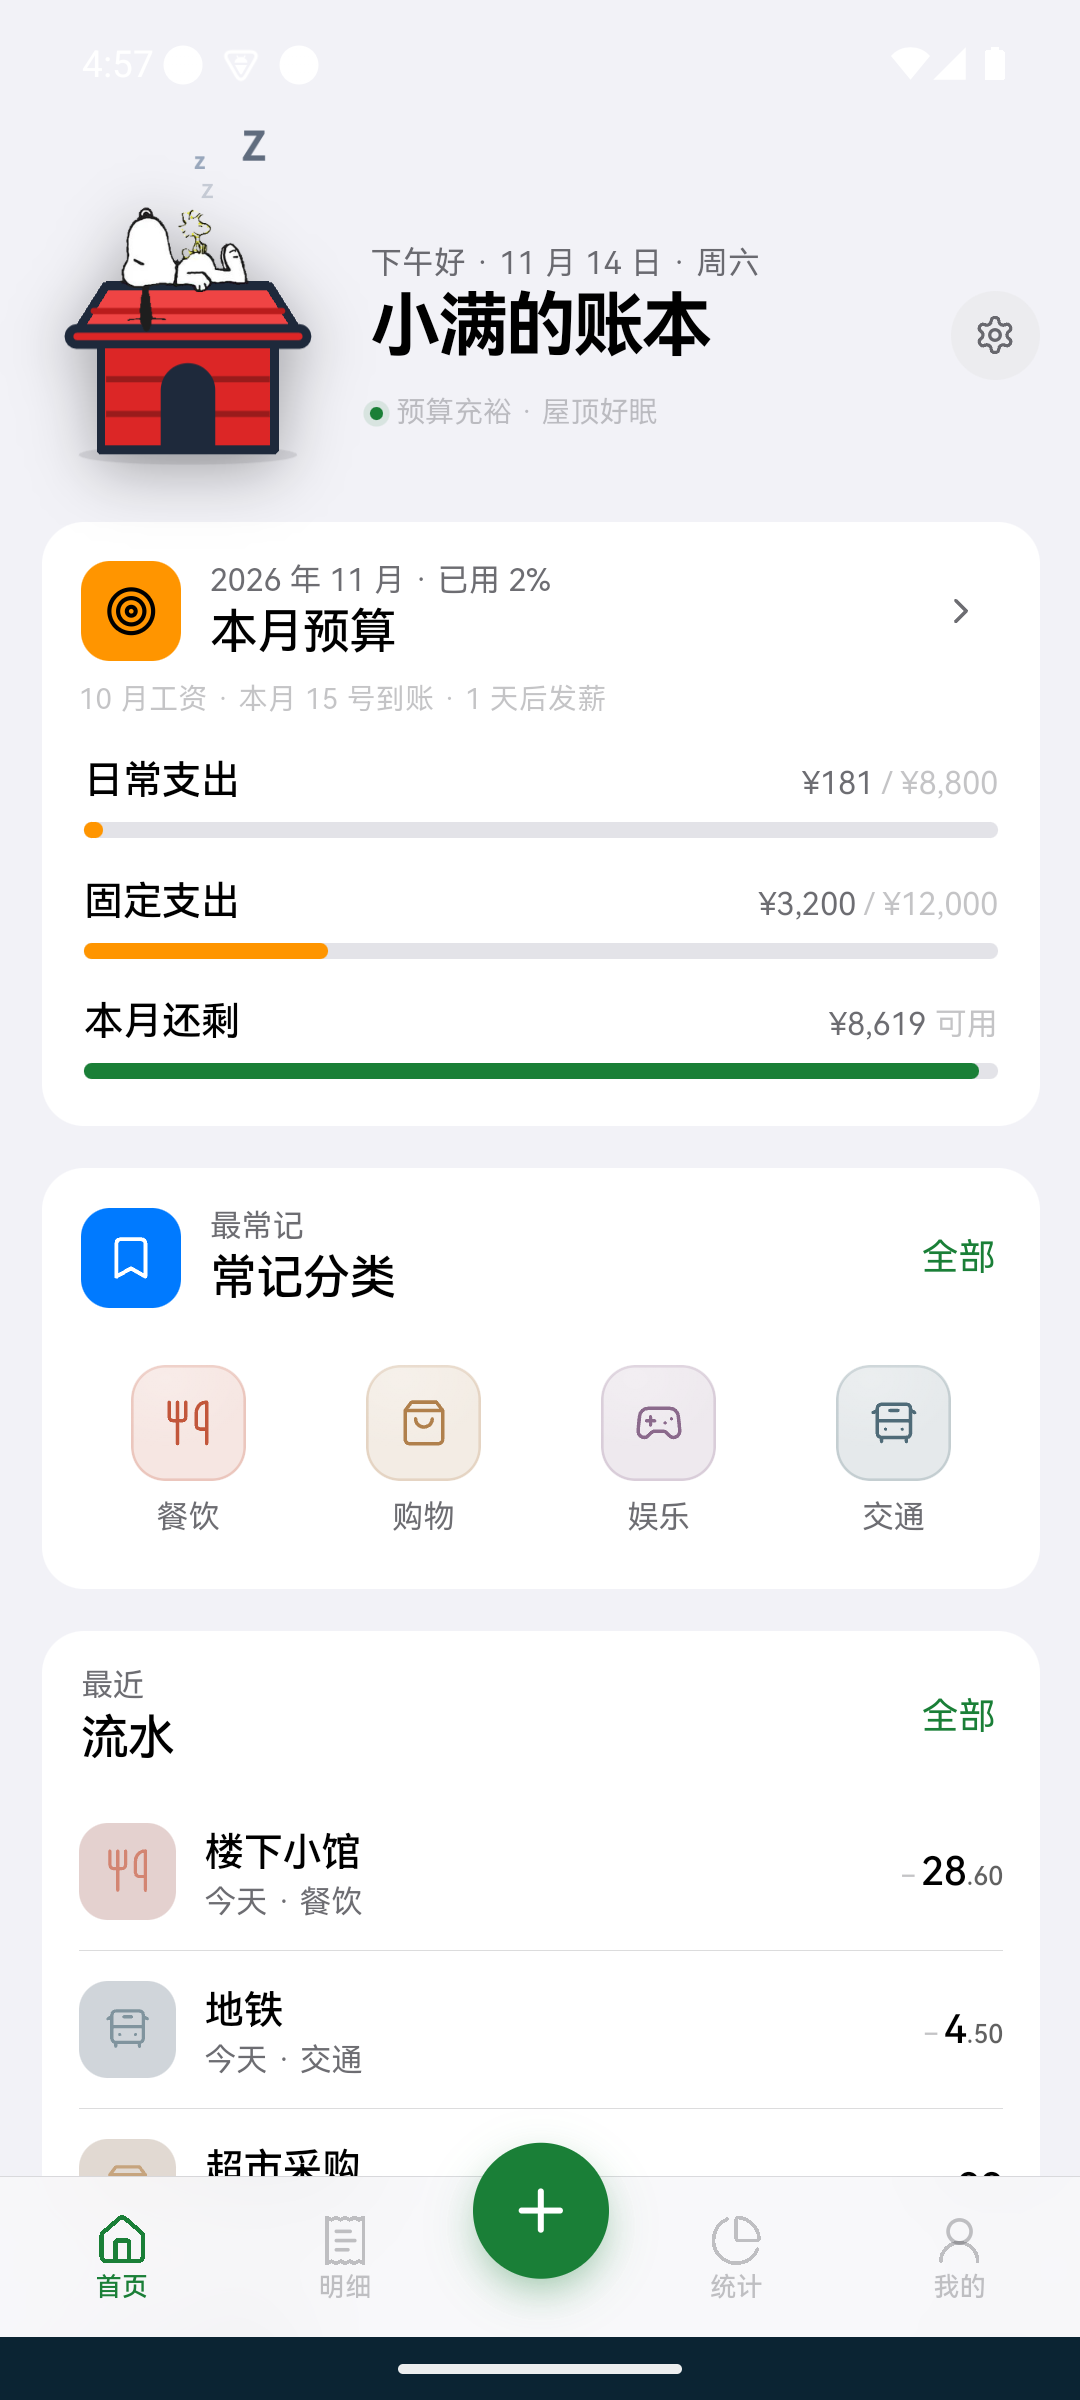 4:57
z Z
z
下午好 · 11 月 14 日 · 周六
小满的账本
预算充裕 · 屋顶好眠
2026 年 11 月 · 已用 2%
本月预算
10 月工资 · 本月 15 号到账 · 1 天后发薪
日常支出 ¥181 / ¥8,800
固定支出 ¥3,200 / ¥12,000
本月还剩 ¥8,619 可用
最常记
常记分类
全部
餐饮 购物 娱乐 交通
最近
流水
全部
楼下小馆
今天 · 餐饮
−28.60
地铁
今天 · 交通
−4.50
超市采购
首页 明细 统计 我的